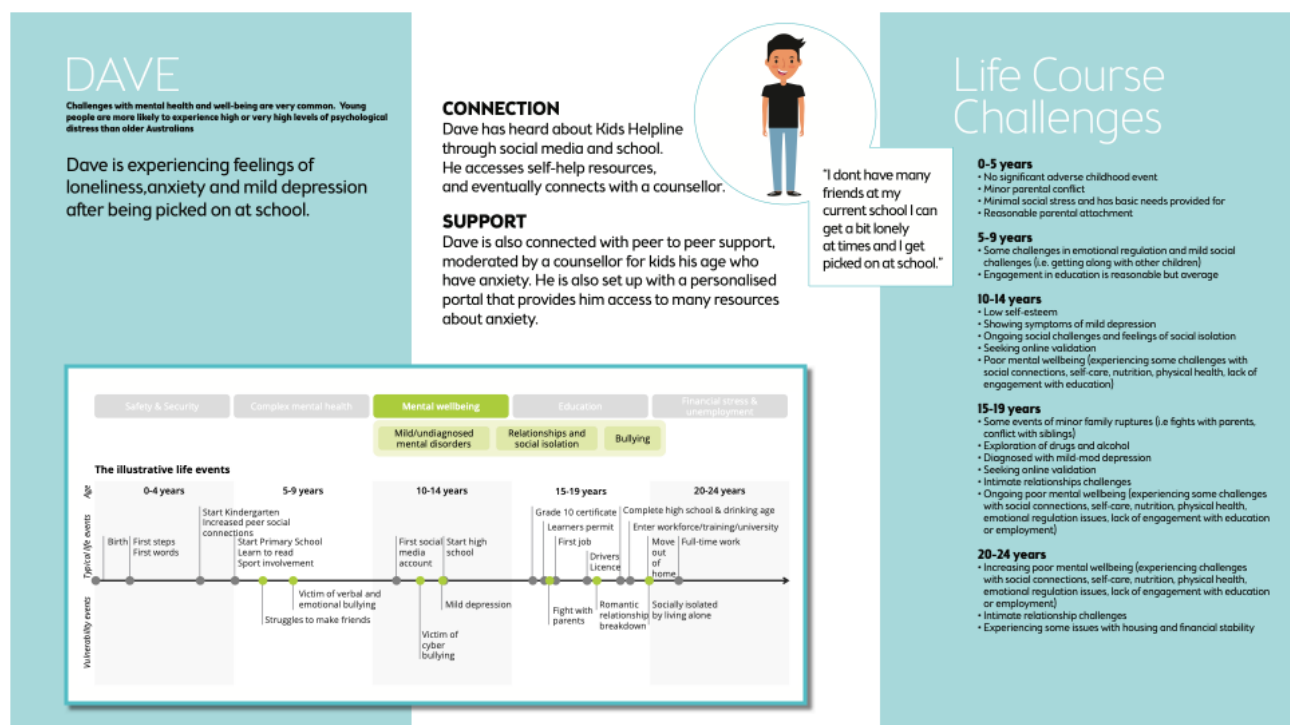 DAVE
Challenges with mental health and well-being are very common. Young
people are more likely to experience high or very high levels of psychological
distress than older Australians
Dave is experiencing feelings of
loneliness,anxiety and mild depression
after being picked on at school.
CONNECTION
Dave has heard about Kids Helpline
through social media and school.
He accesses self-help resources,
and eventually connects with a counsellor.
SUPPORT
Dave is also connected with peer to peer support,
moderated by a counsellor for kids his age who
have anxiety. He is also set up with a personalised
portal that provides him access to many resources
about anxiety.
"I dont have many
friends at my
current school I can
get a bit lonely
at times and I get
picked on at school."
Life Course
Challenges
0-5 years
• No significant adverse childhood event
• Minor parental conflict
• Minimal social stress and has basic needs provided for
• Reasonable parental attachment
5-9 years
• Some challenges in emotional regulation and mild social
challenges (i.e. getting along with other children)
• Engagement in education is reasonable but average
10-14 years
• Low self-esteem
• Showing symptoms of mild depression
• Ongoing social challenges and feelings of social isolation
• Seeking online validation
• Poor mental wellbeing (experiencing some challenges with
social connections, self-care, nutrition, physical health, lack of
engagement with education)
15-19 years
• Some events of minor family ruptures (i.e fights with parents,
conflict with siblings)
• Exploration of drugs and alcohol
• Diagnosed with mild-mod depression
• Seeking online validation
• Intimate relationships challenges
• Ongoing poor mental wellbeing (experiencing some challenges
with social connections, self-care, nutrition, physical health,
emotional regulation issues, lack of engagement with education
or employment)
20-24 years
• Increasing poor mental wellbeing (experiencing challenges
with social connections, self-care, nutrition, physical health,
emotional regulation issues, lack of engagement with education
or employment)
• Intimate relationship challenges
• Experiencing some issues with housing and financial stability
Safety & Security
Complex mental health
Mental wellbeing
Education
Financial stress &
unemployment
Mild/undiagnosed
mental disorders
Relationships and
social isolation
Bullying
The illustrative life events
Age
0-4 years
5-9 years
10-14 years
15-19 years
20-24 years
Typical life events
Birth
First steps
First words
Start Kindergarten
Increased peer social
connections
Start Primary School
Learn to read
Sport involvement
First social
media
account
Start high
school
Grade 10 certificate
Learners permit
First job
Drivers
Licence
Complete high school & drinking age
Enter workforce/training/university
Move
out
of
home
Full-time work
Vulnerability events
Struggles to make friends
Victim of verbal and
emotional bullying
Victim of
cyber
bullying
Mild depression
Fight with
parents
Romantic
relationship
breakdown
Socially isolated
by living alone